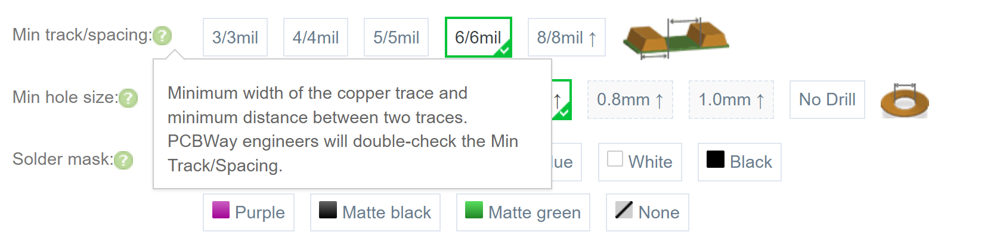 Min track/spacing: ? 3/3mil 4/4mil 5/5mil 6/6mil 8/8mil ↑
Min hole size: ? ↑ 0.8mm ↑ 1.0mm ↑ No Drill
Minimum width of the copper trace and
minimum distance between two traces.
PCBWay engineers will double-check the Min
Track/Spacing.
Solder mask: ? White Black
Purple Matte black Matte green None